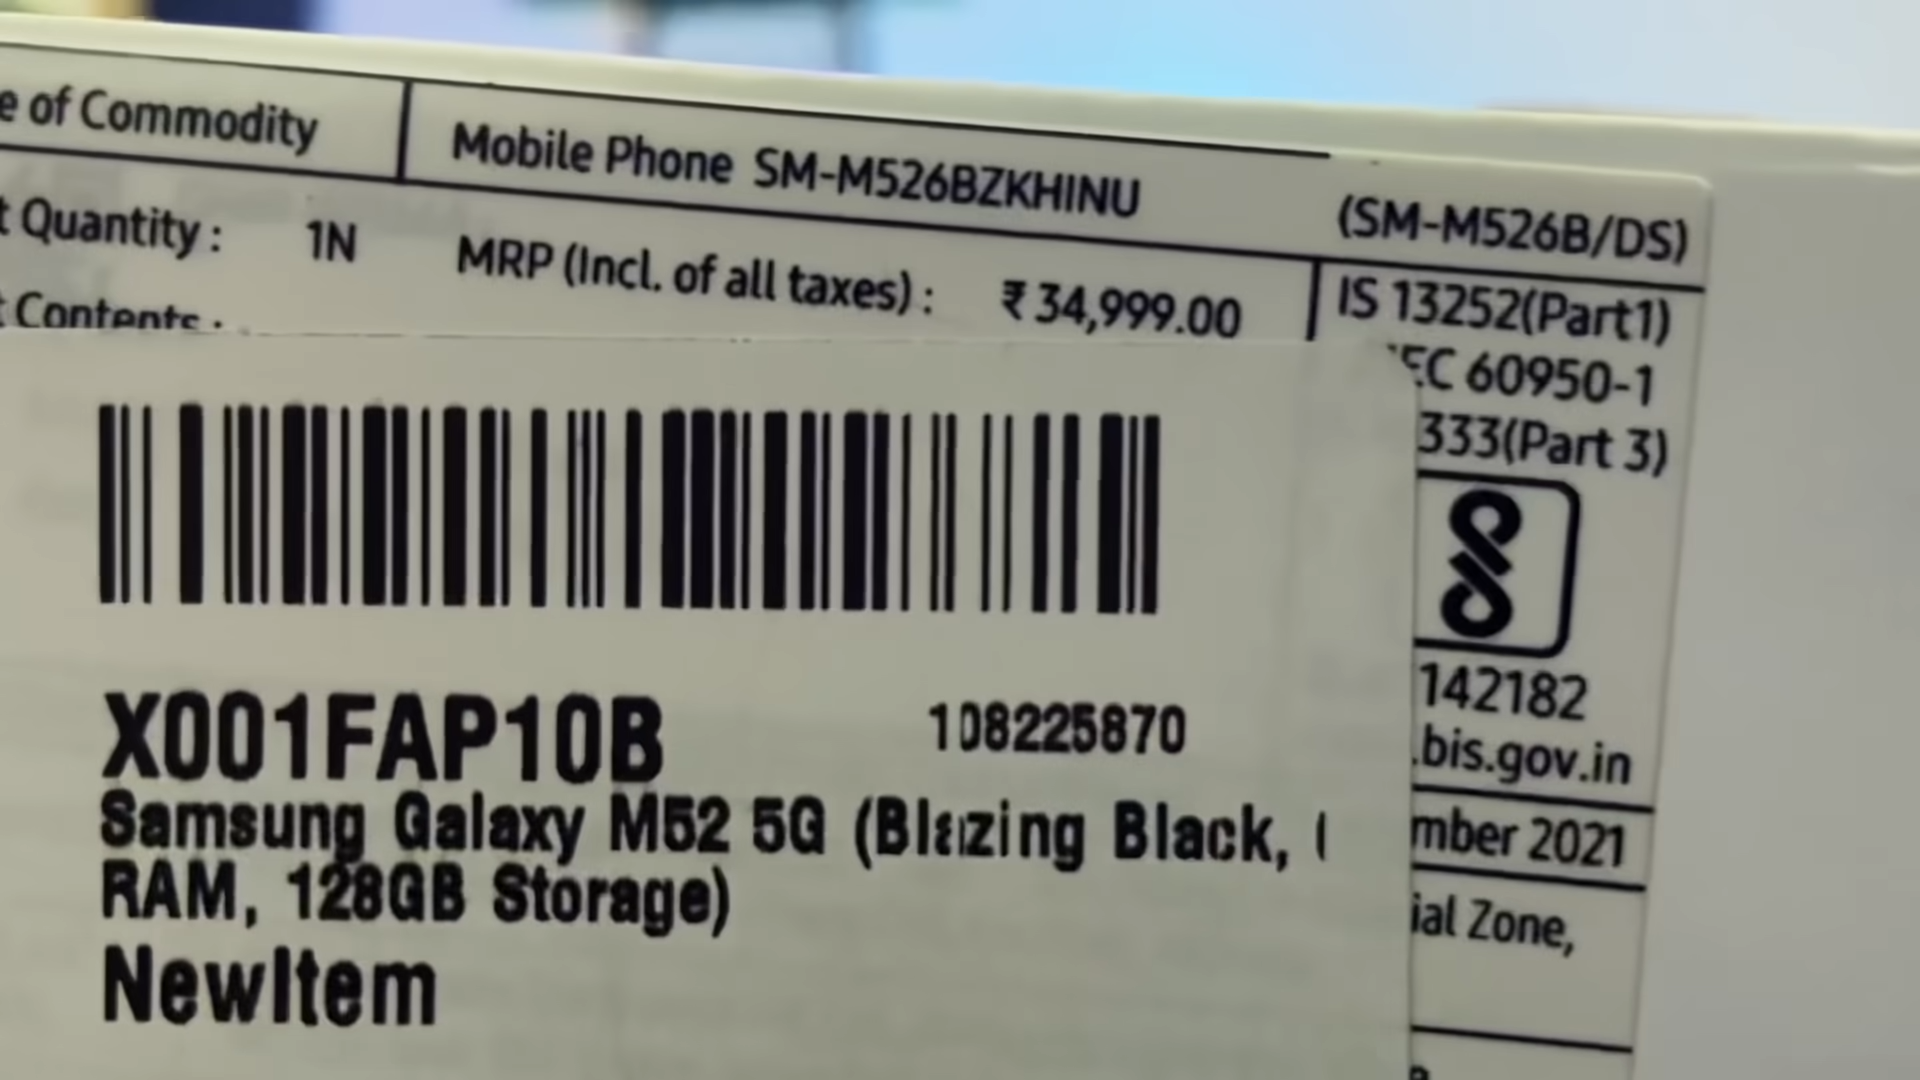 e of Commodity
Mobile Phone SM-M526BZKHINU (SM-M526B/DS)
t Quantity : 1N MRP (Incl. of all taxes) : ₹ 34,999.00
IS 13252(Part1)
t Contents :
EC 60950-1
333(Part 3)
142182
.bis.gov.in
mber 2021
ial Zone,
X001FAP10B 108225870
Samsung Galaxy M52 5G (Blazing Black,
RAM, 128GB Storage)
NewItem